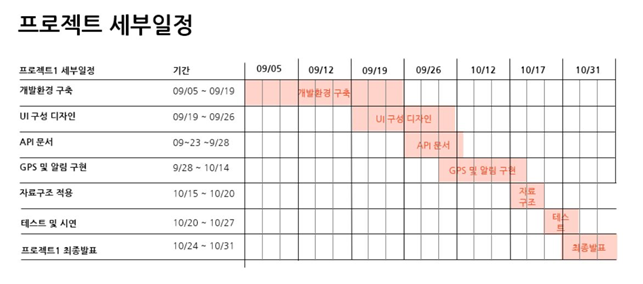 프로젝트 세부일정
프로젝트1 세부일정 기간 09/05 09/12 09/19 09/26 10/12 10/17 10/31
개발환경 구축 09/05 ~ 09/19 개발환경 구축
UI 구성 디자인 09/19 ~ 09/26 UI 구성 디자인
API 문서 09~23 ~9/28 API 문서
GPS 및 알림 구현 9/28 ~ 10/14 GPS 및 알림 구현
자료구조 적용 10/15 ~ 10/20 자료
구조
테스트 및 시연 10/20 ~ 10/27 테스
트
프로젝트1 최종발표 10/24 ~ 10/31 최종발표